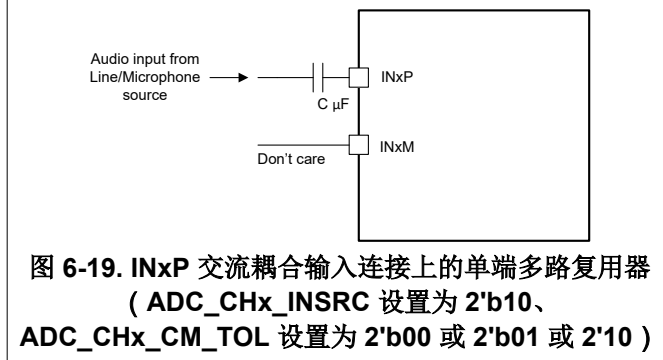 Audio input from
Line/Microphone
source
C μF
INxP
Don't care
INxM
图 6-19. INxP 交流耦合输入连接上的单端多路复用器
（ADC_CHx_INSRC 设置为 2'b10、
ADC_CHx_CM_TOL 设置为 2'b00 或 2'b01 或 2'10）